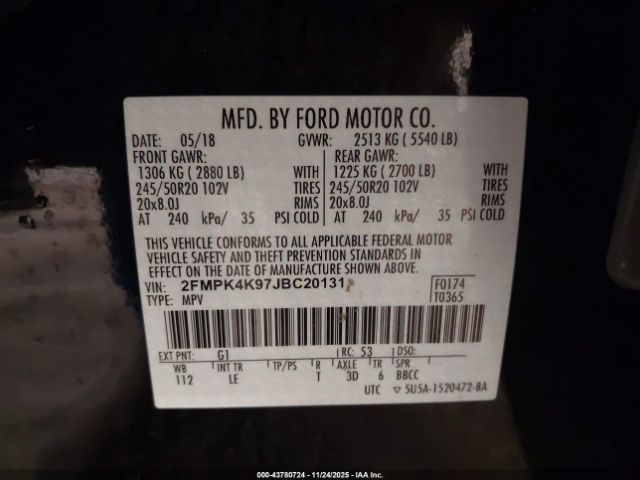 MFD. BY FORD MOTOR CO.
DATE: 05/18 GVWR: 2513 KG ( 5540 LB)
FRONT GAWR: REAR GAWR:
1306 KG ( 2880 LB) WITH 1225 KG ( 2700 LB) WITH
245/50R20 102V TIRES 245/50R20 102V TIRES
20x8.0J RIMS 20x8.0J RIMS
AT 240 kPa/ 35 PSI COLD AT 240 kPa/ 35 PSI COLD
THIS VEHICLE CONFORMS TO ALL APPLICABLE FEDERAL MOTOR
VEHICLE SAFETY AND THEFT PREVENTION STANDARDS IN
EFFECT ON THE DATE OF MANUFACTURE SHOWN ABOVE.
VIN: 2FMPK4K97JBC20131 F0174
TYPE: MPV T0365
EXT PNT: G1 RC: 53 DSO:
WB INT TR TP/PS R AXLE TR SPR
112 LE T 3D 6 BBCC
UTC ▽ 5U5A-1520472-BA
000-43780724 - 11/24/2025 - IAA Inc.